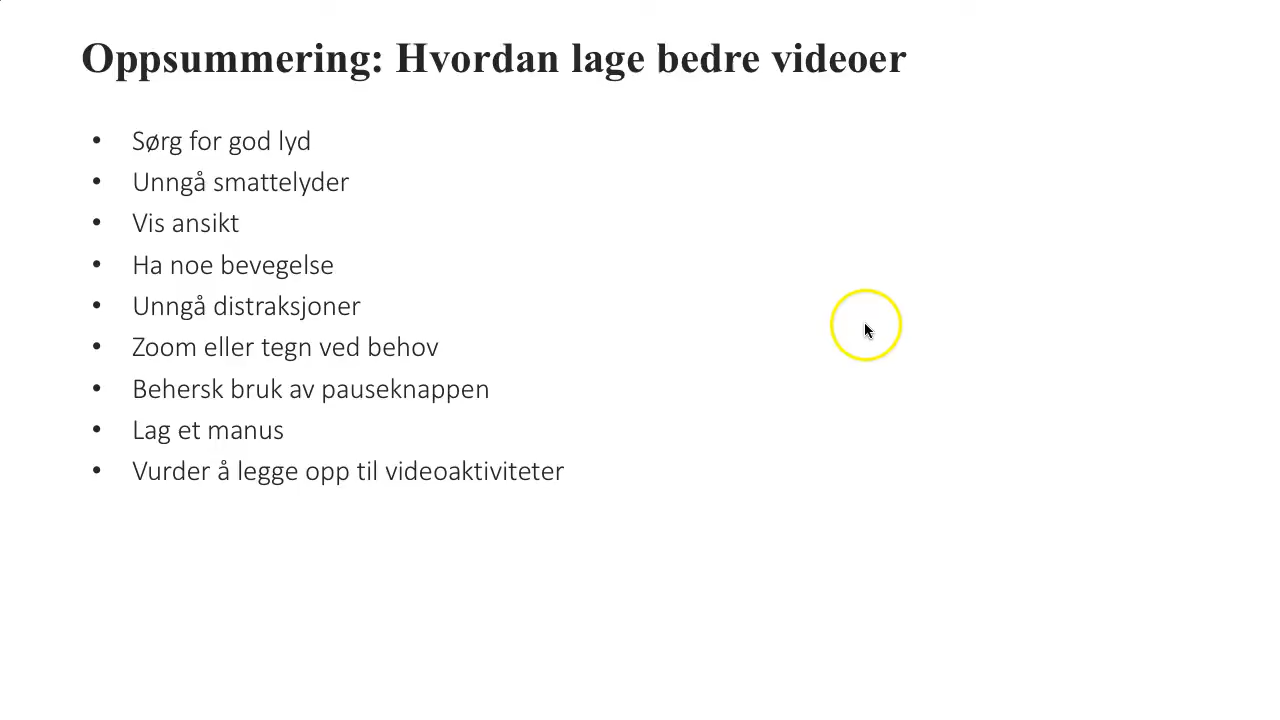 Oppsummering: Hvordan lage bedre videoer
• Sørg for god lyd
• Unngå smattelyder
• Vis ansikt
• Ha noe bevegelse
• Unngå distraksjoner
• Zoom eller tegn ved behov
• Behersk bruk av pauseknappen
• Lag et manus
• Vurder å legge opp til videoaktiviteter